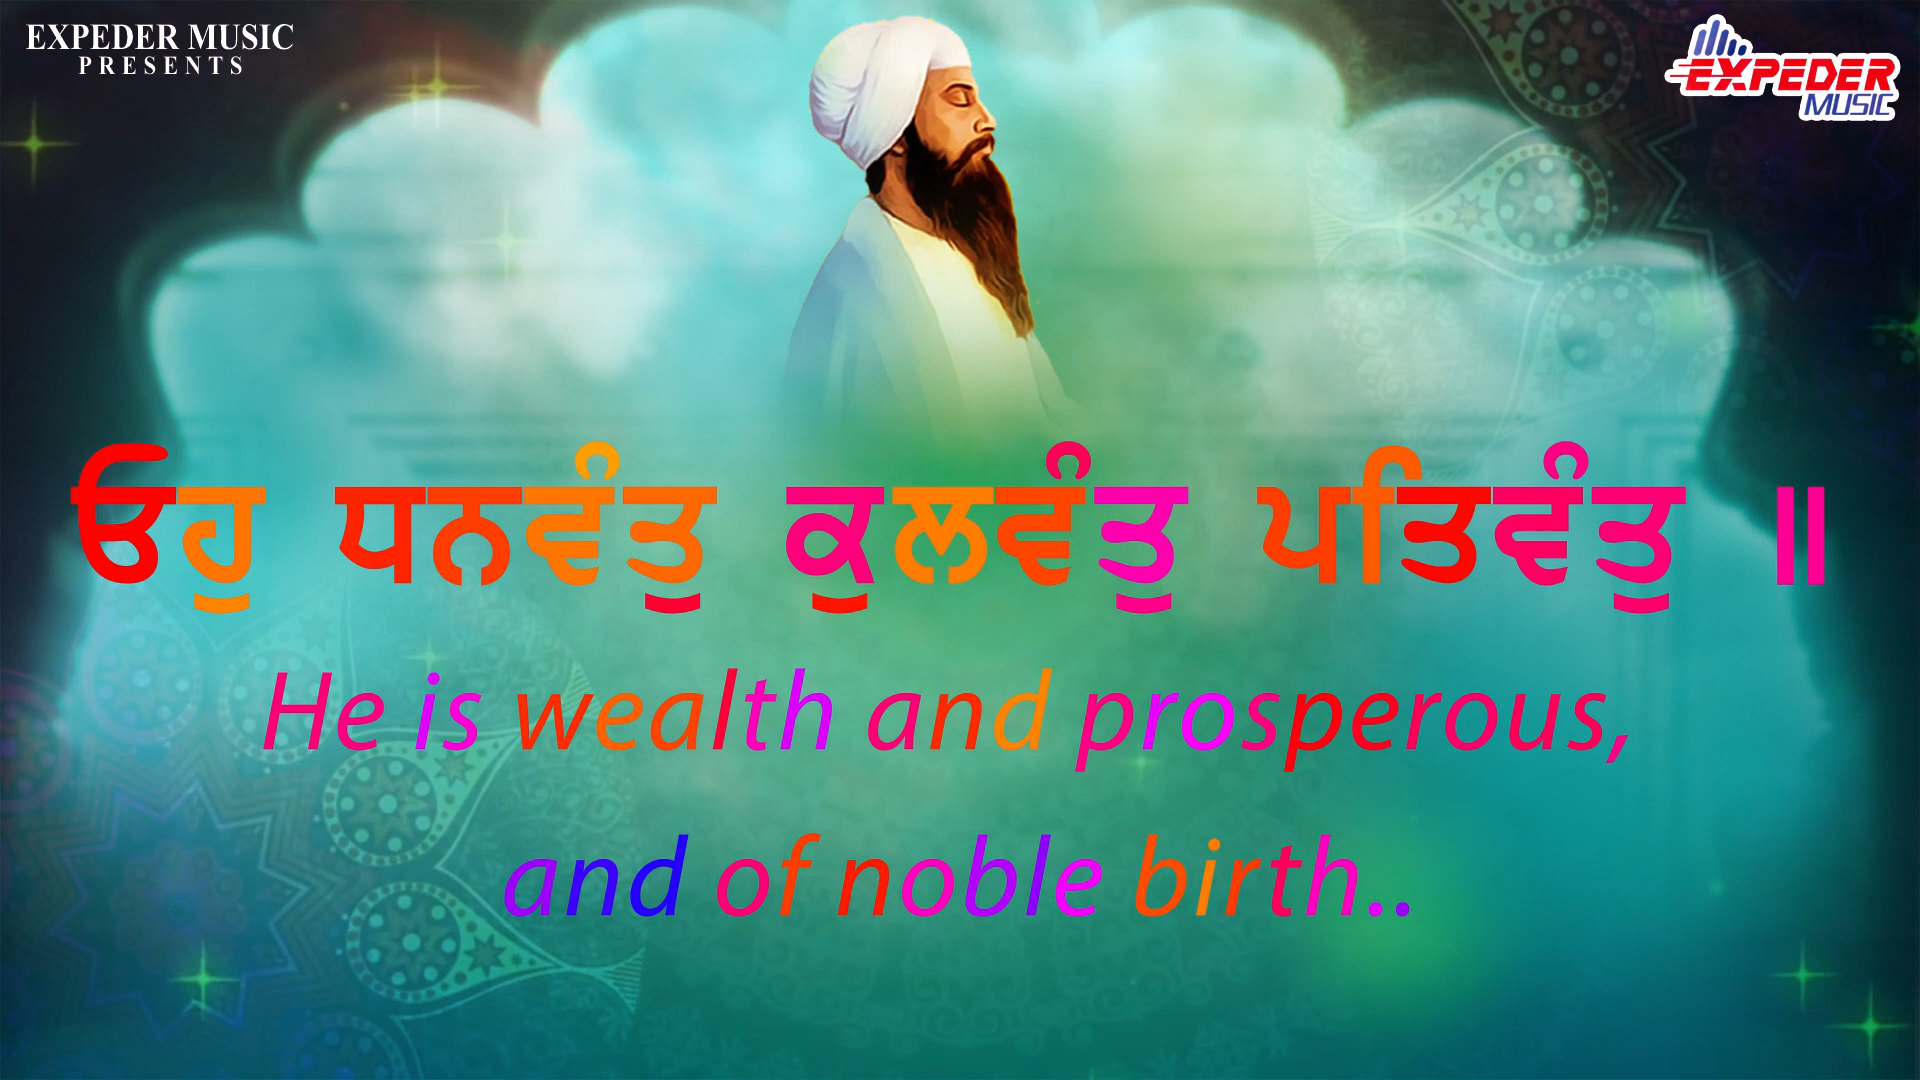 EXPEDER MUSIC
PRESENTS
EXPEDER
MUSIC
ਓਹੁ ਧਨਵੰਤੁ ਕੁਲਵੰਤੁ ਪਤਿਵੰਤੁ ॥
He is wealth and prosperous,
and of noble birth..